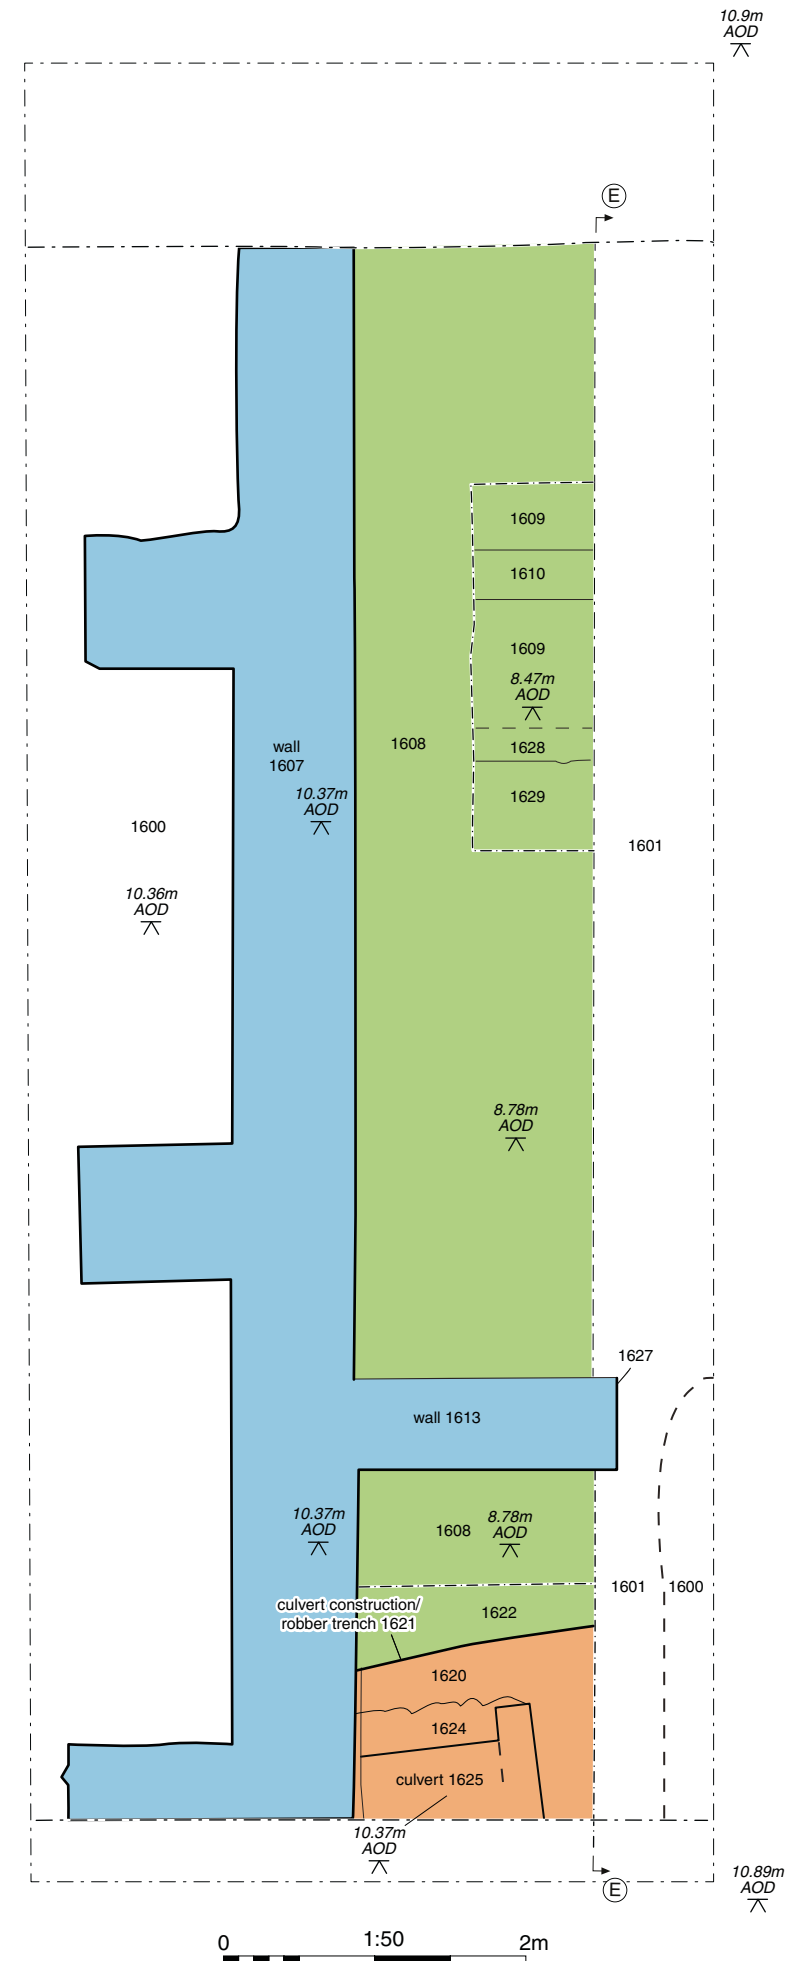 10.9m
AOD
E
1609
1610
1609
8.47m
AOD
1608
1628
wall
1607
1629
10.37m
AOD
1600
1601
10.36m
AOD
8.78m
AOD
1627
wall 1613
10.37m
AOD
1608
8.78m
AOD
1601
1600
culvert construction/
robber trench 1621
1622
1620
1624
culvert 1625
10.37m
AOD
10.89m
AOD
E
0
1:50
2m